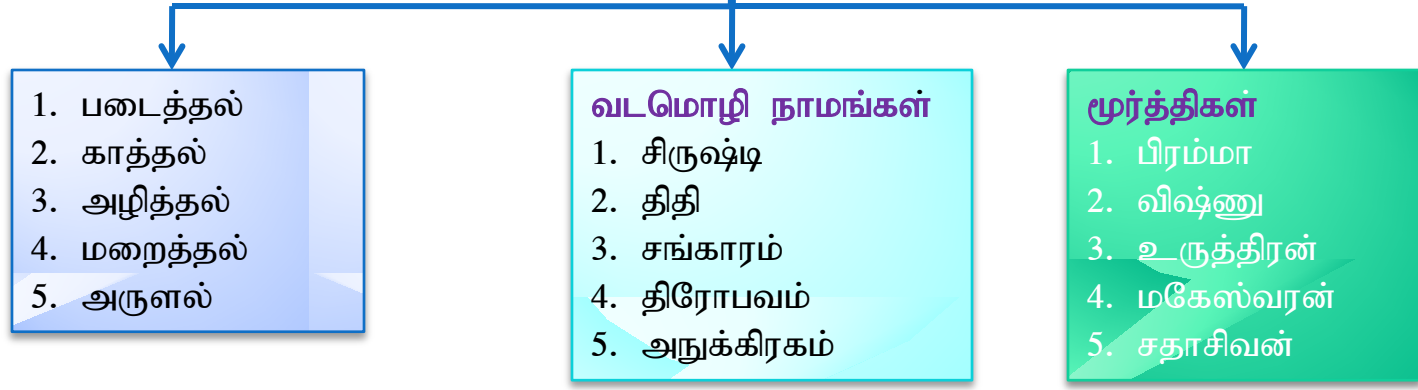 1. படைத்தல்
2. காத்தல்
3. அழித்தல்
4. மறைத்தல்
5. அருளல்
வடமொழி நாமங்கள்
1. சிருஷ்டி
2. திதி
3. சங்காரம்
4. திரோபவம்
5. அநுக்கிரகம்
மூர்த்திகள்
1. பிரம்மா
2. விஷ்ணு
3. உருத்திரன்
4. மகேஸ்வரன்
5. சதாசிவன்